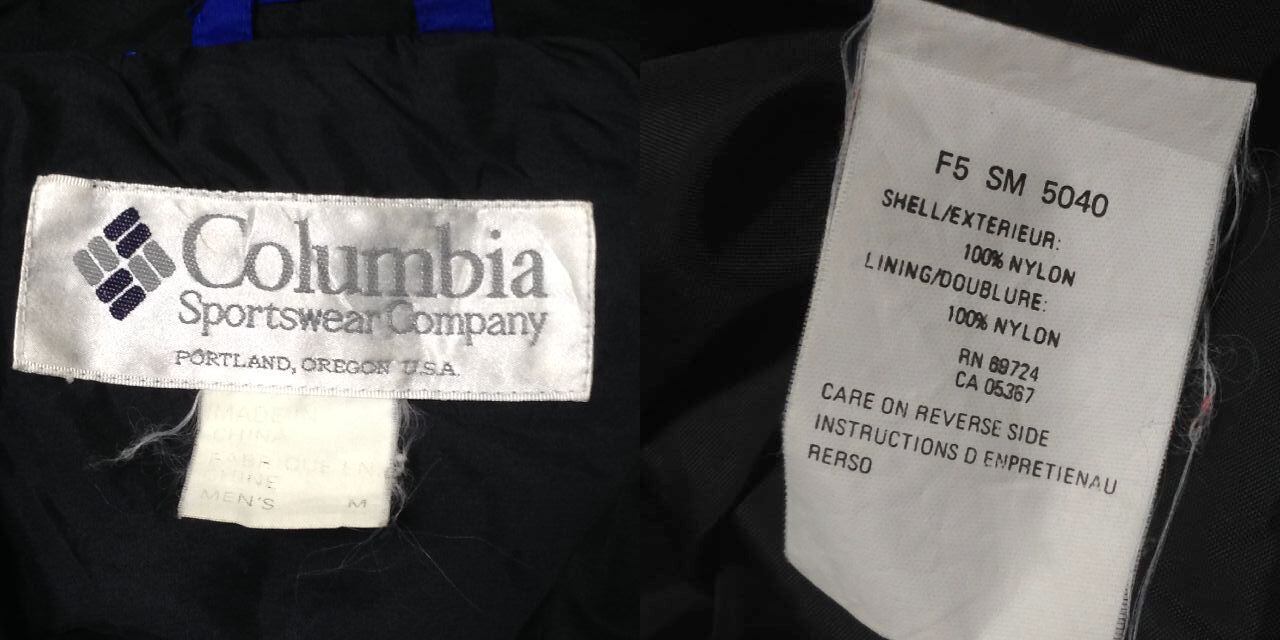 Columbia
Sportswear Company
PORTLAND, OREGON U.S.A.
MADE IN
CHINA
FABRIQUE EN
CHINE
MEN'S M
F5 SM 5040
SHELL/EXTERIEUR:
100% NYLON
LINING/DOUBLURE:
100% NYLON
RN 69724
CA 05367
CARE ON REVERSE SIDE
INSTRUCTIONS D ENPRETIENAU
RERSO